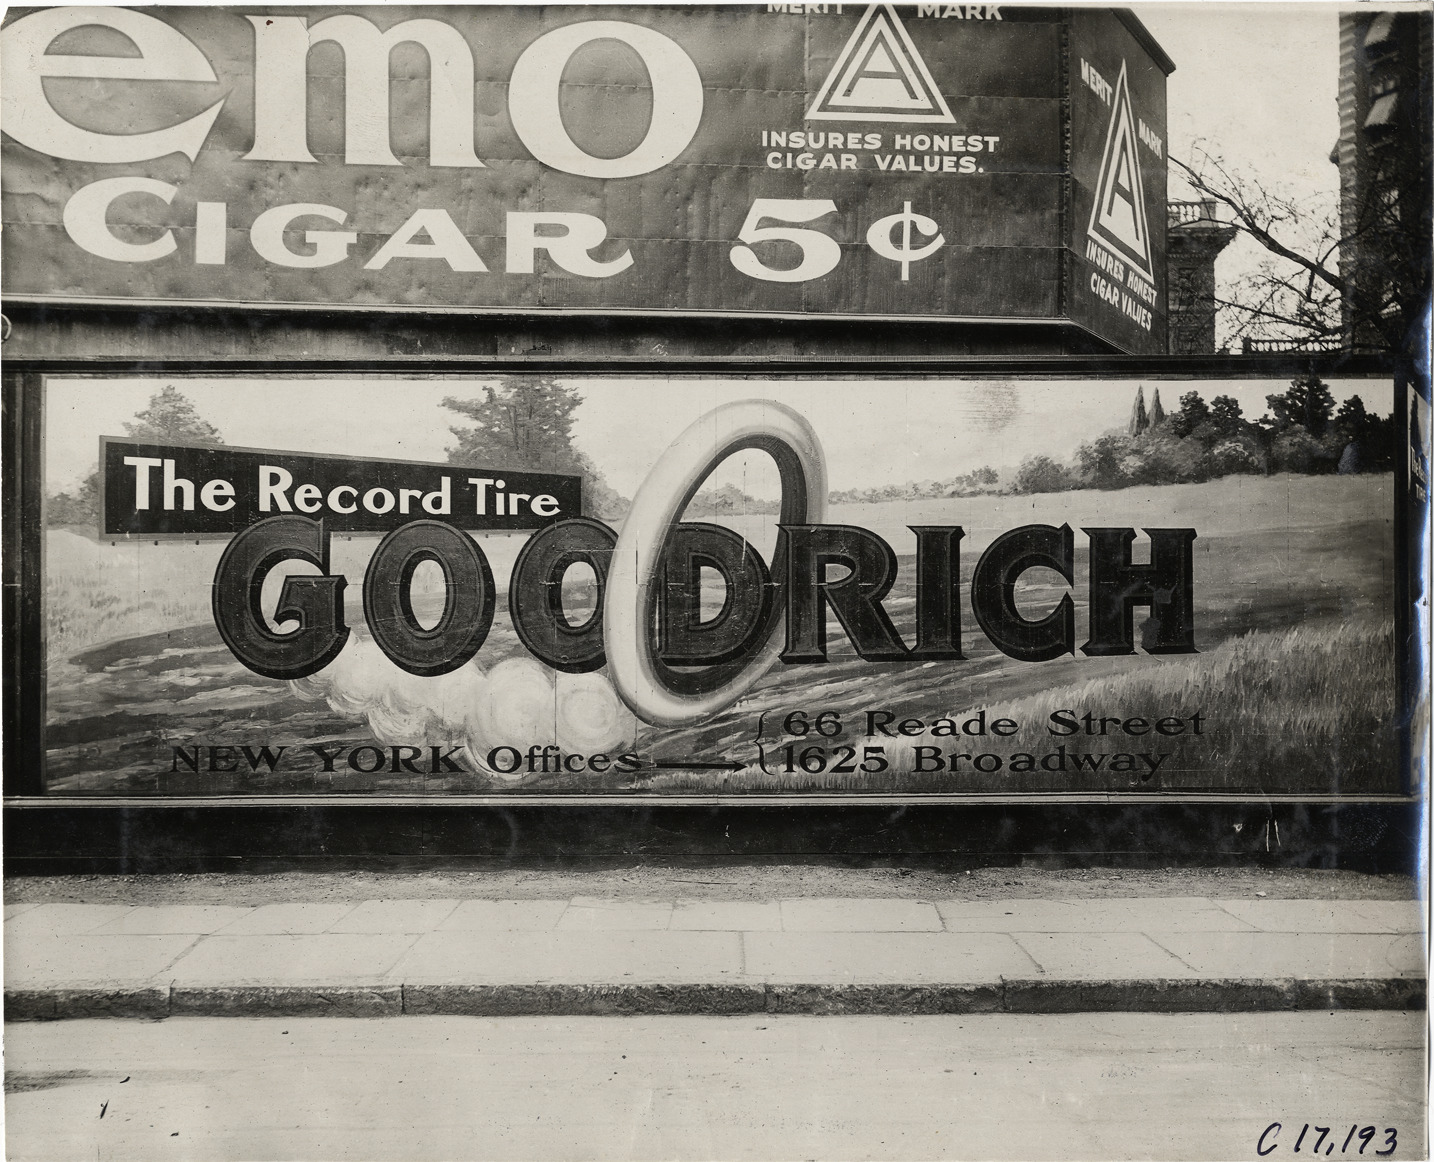 emo
CIGAR 5¢
MERIT MARK
A
INSURES HONEST
CIGAR VALUES.
MERIT MARK
A
INSURES HONEST
CIGAR VALUES
The Record Tire
GOODRICH
NEW YORK Offices
66 Reade Street
1625 Broadway
C 17,193